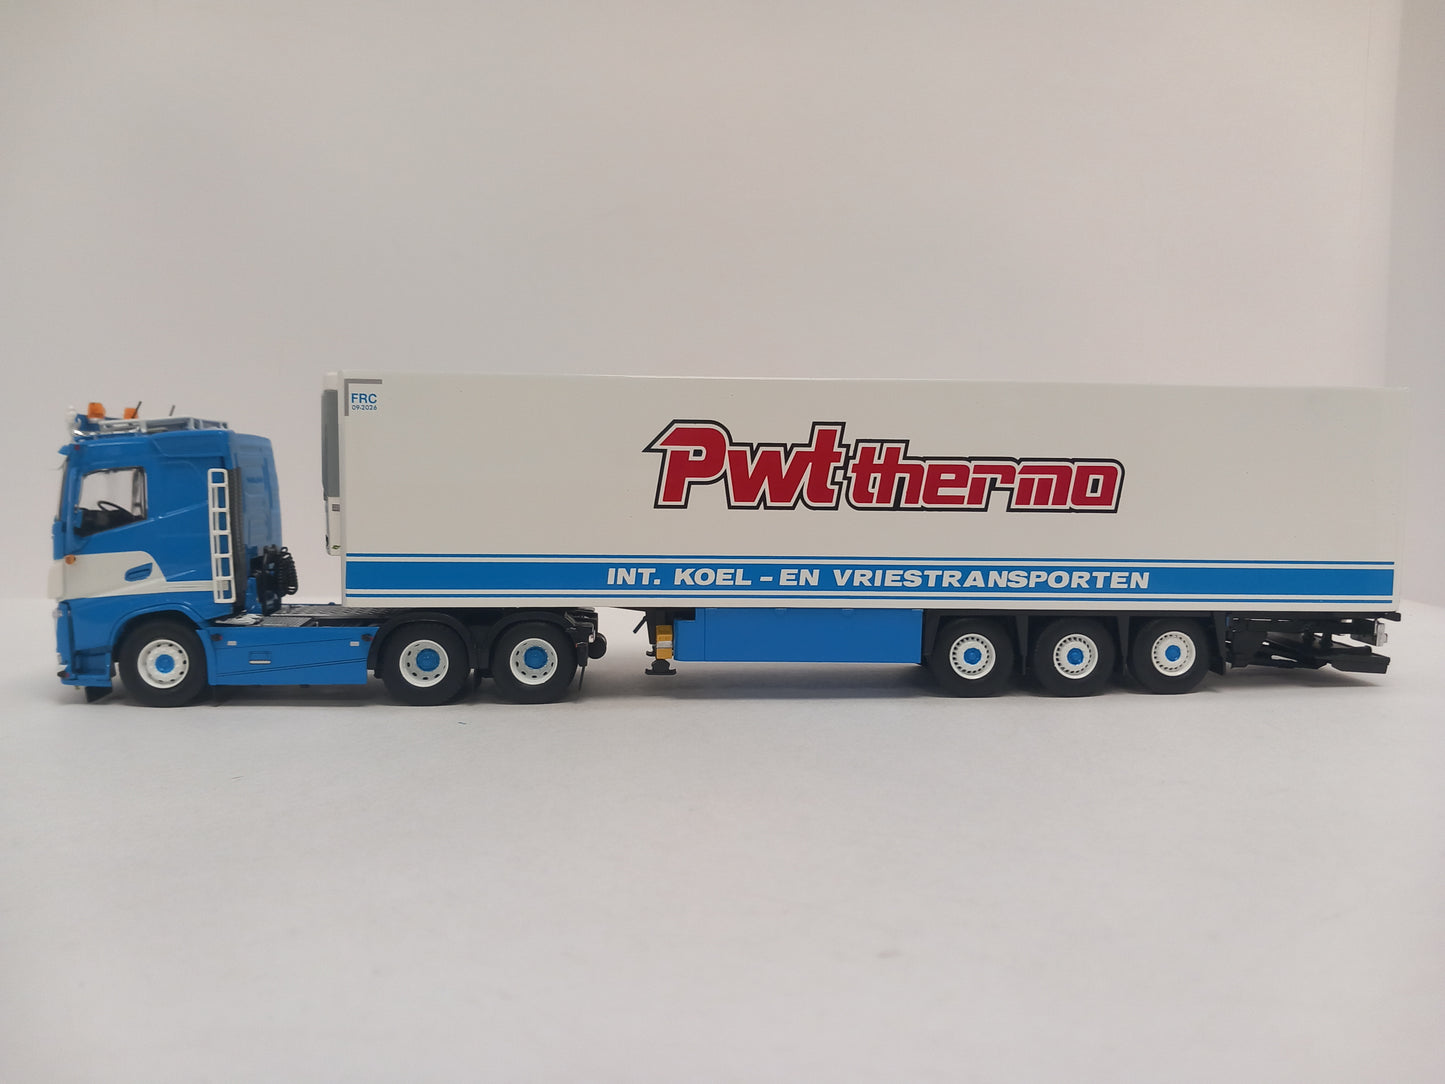 FRC
09-2026
Pwt thermo
INT. KOEL - EN VRIESTRANSPORTEN